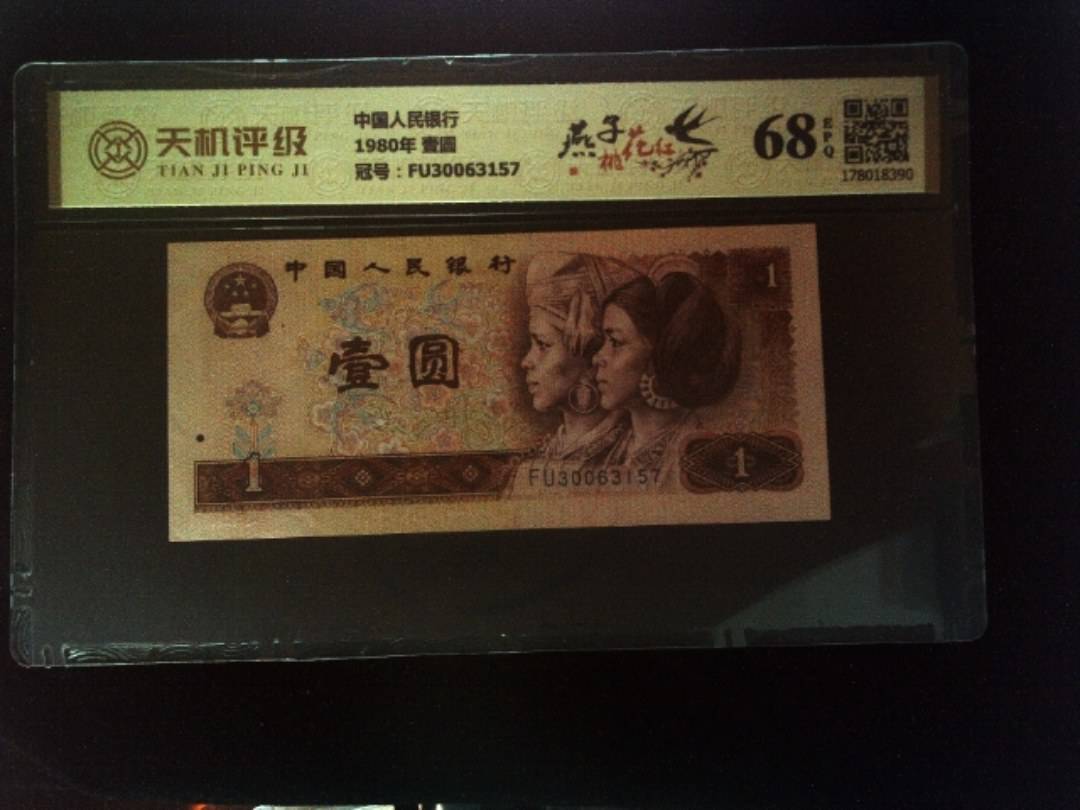 天机评级
TIAN JI PING JI
中国人民银行
1980年 壹圆
冠号：FU30063157
燕子
桃花红
68
EPQ
178018390
中国人民银行
1
壹圆
1
FU30063157
1